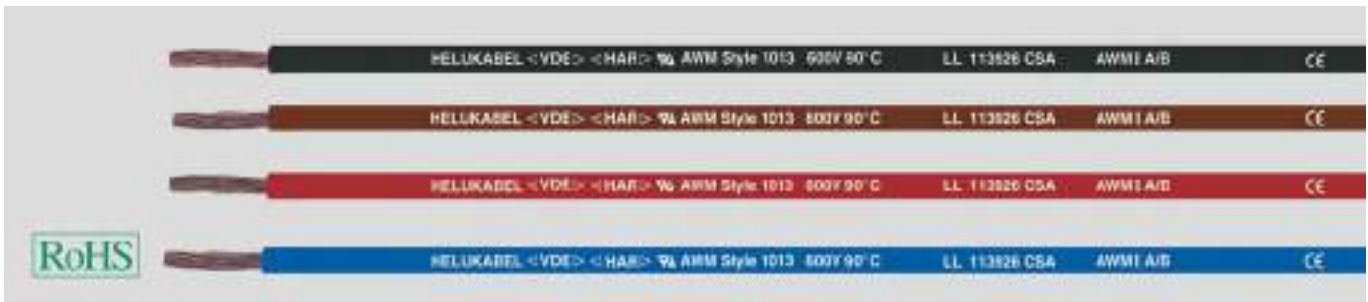 HELUKABEL <VDE> <HAR> AWM Style 1013 600V 90°C LL 113926 CSA AWM I A/B CE
HELUKABEL <VDE> <HAR> AWM Style 1013 600V 90°C LL 113926 CSA AWM I A/B CE
HELUKABEL <VDE> <HAR> AWM Style 1013 600V 90°C LL 113926 CSA AWM I A/B CE
RoHS HELUKABEL <VDE> <HAR> AWM Style 1013 600V 90°C LL 113926 CSA AWM I A/B CE